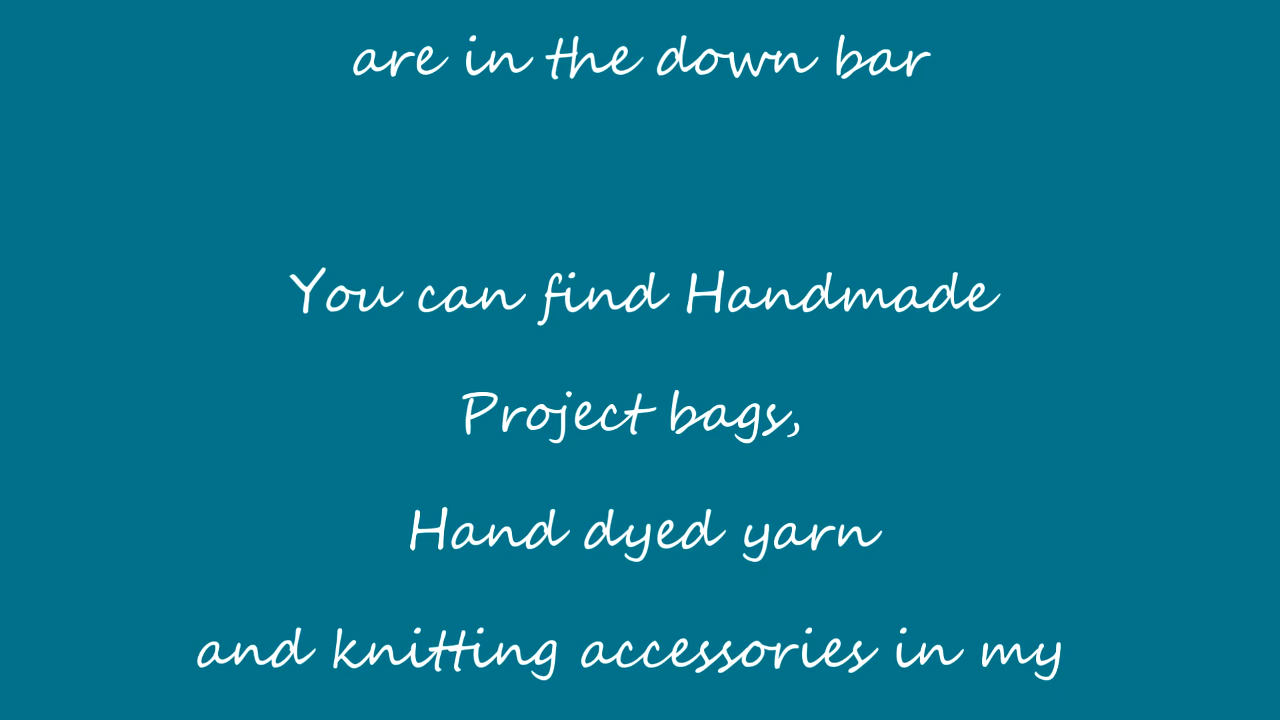 are in the down bar
You can find Handmade
Project bags,
Hand dyed yarn
and knitting accessories in my